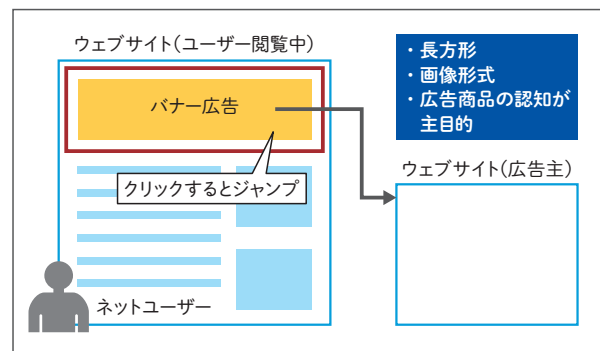 ウェブサイト(ユーザー閲覧中)
バナー広告
クリックするとジャンプ
ネットユーザー
・長方形
・画像形式
・広告商品の認知が
主目的
ウェブサイト(広告主)